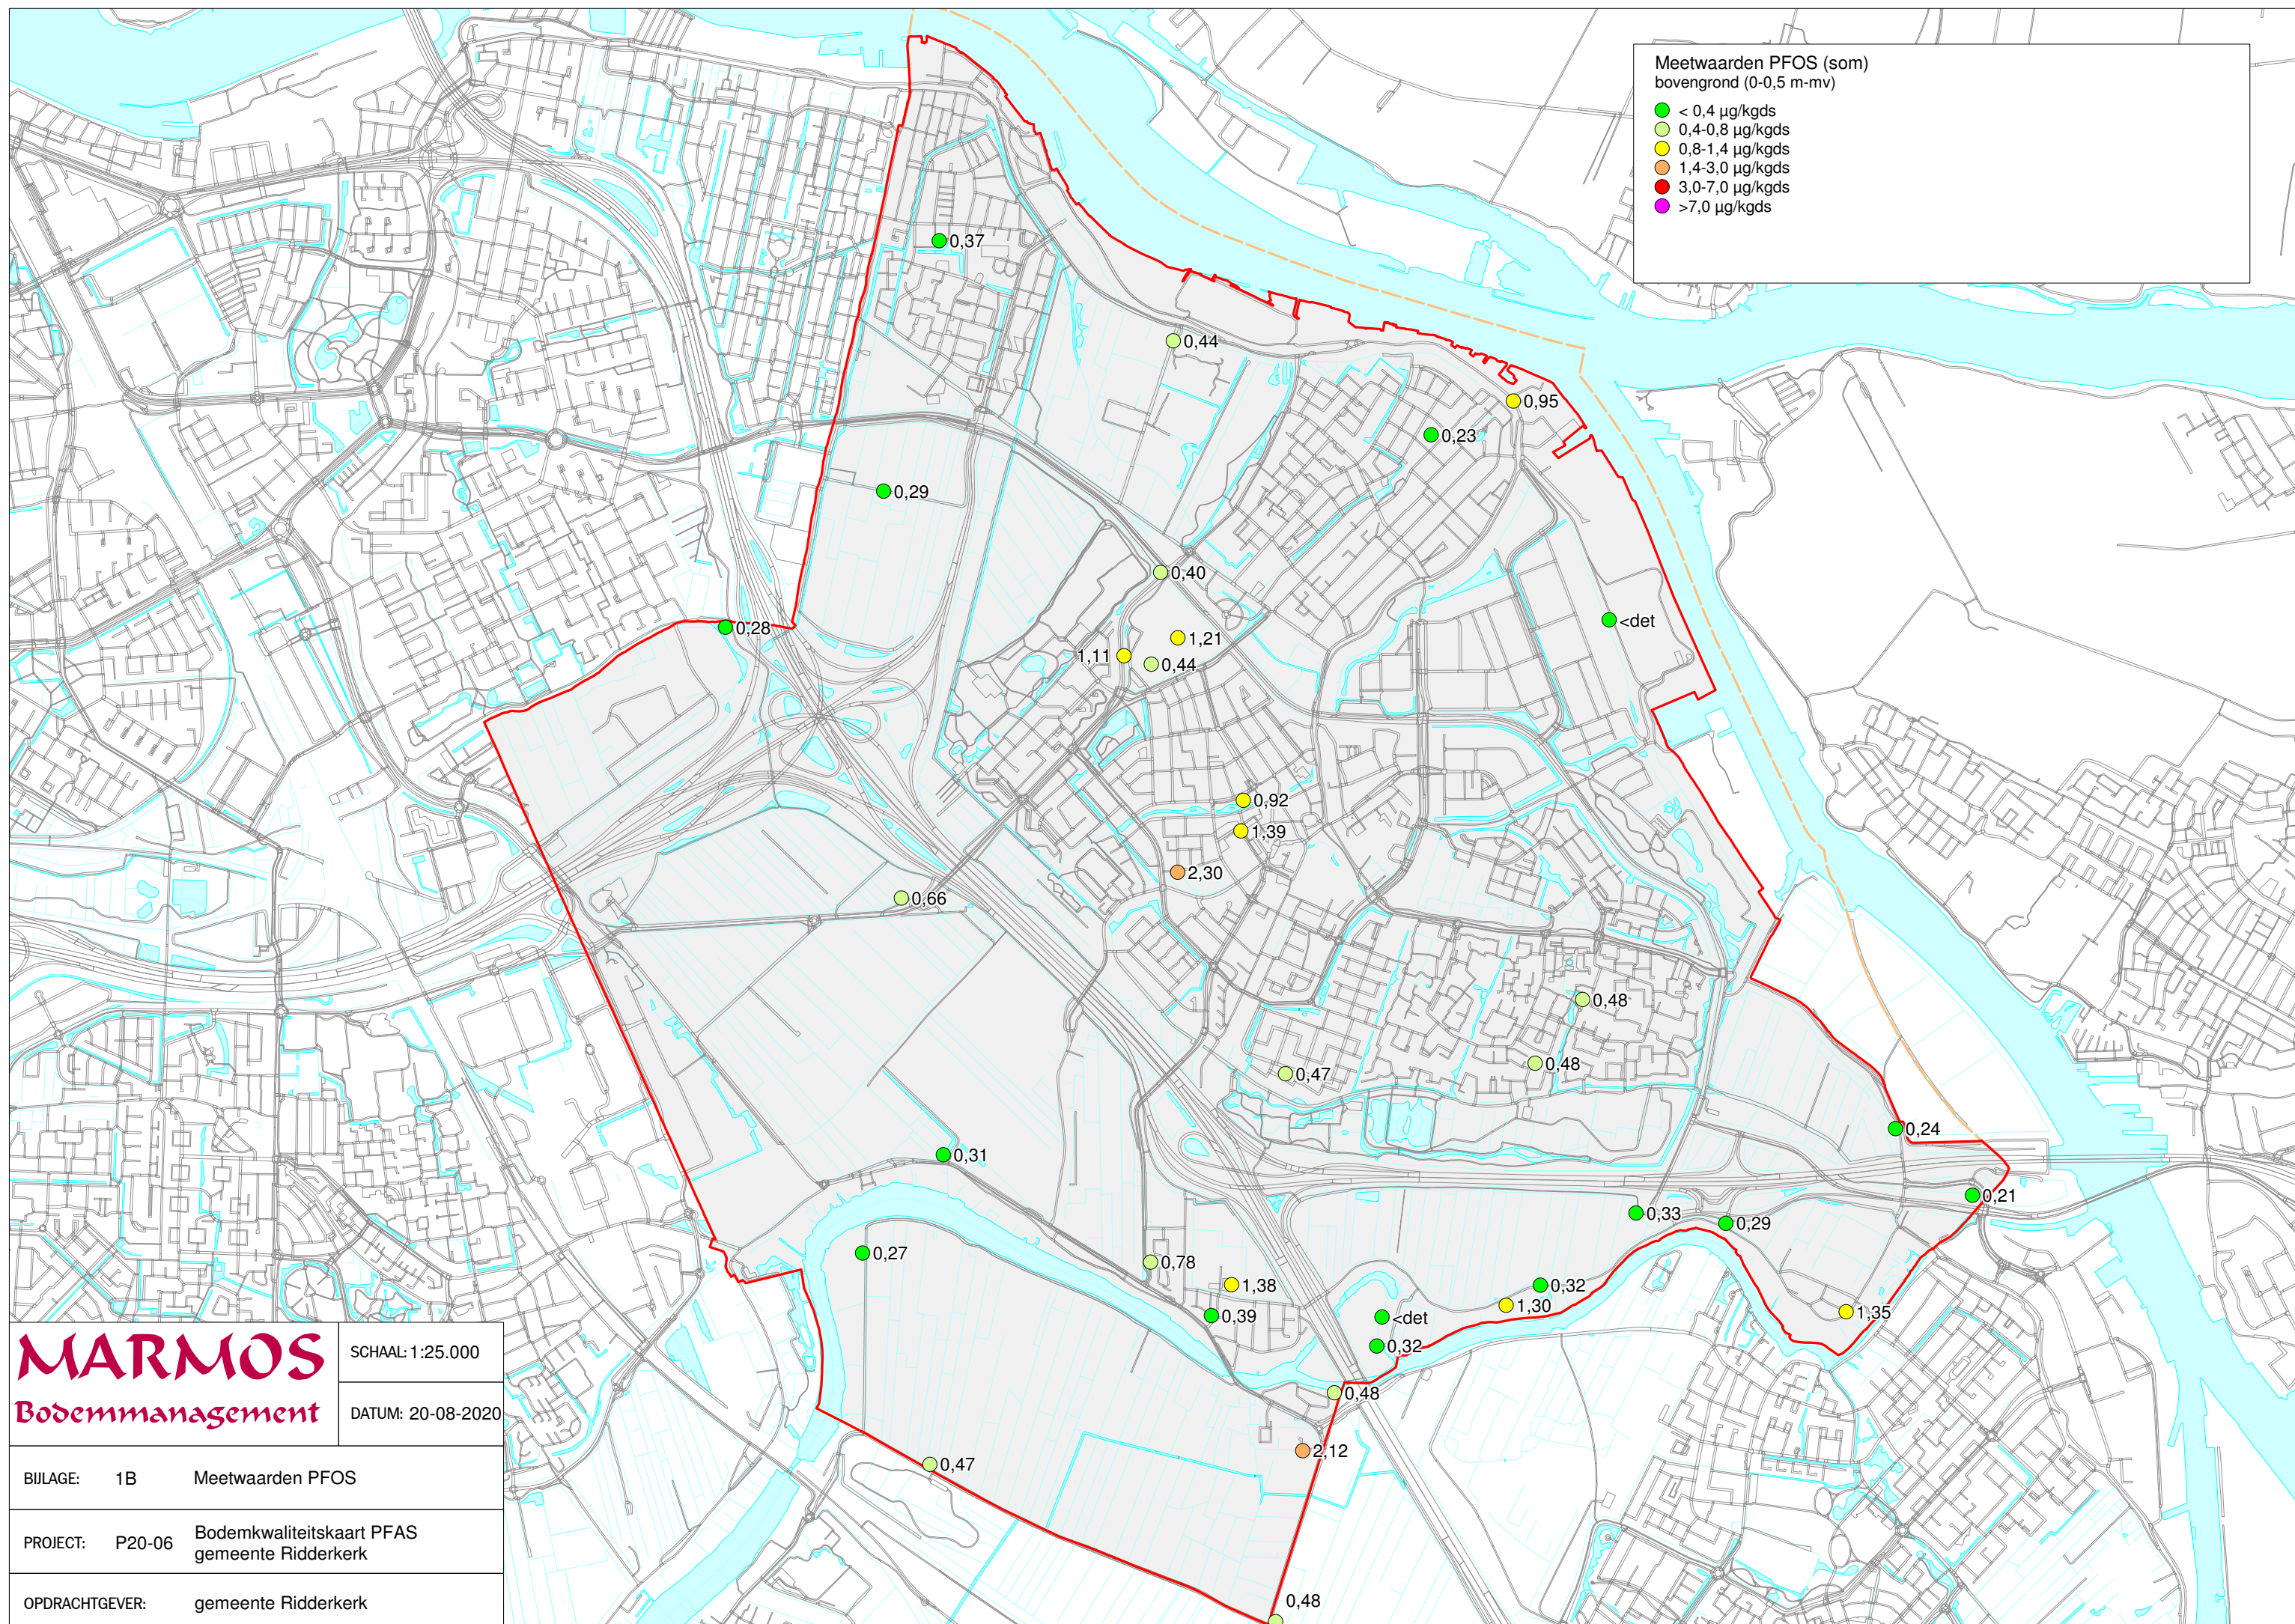 Meetwaarden PFOS (som)
bovengrond (0-0,5 m-mv)
< 0,4 µg/kgds
0,4-0,8 µg/kgds
0,8-1,4 µg/kgds
1,4-3,0 µg/kgds
3,0-7,0 µg/kgds
>7,0 µg/kgds
0,37
0,44
0,95
0,23
0,29
0,40
<det
0,28
1,21
1,11
0,44
0,92
1,39
2,30
0,66
0,48
0,48
0,47
0,24
0,31
0,21
0,33
0,29
0,27
0,78
1,38
0,32
1,30
0,39
<det
1,35
0,32
0,48
2,12
0,47
0,48
MARMOS
Bodemmanagement
SCHAAL: 1:25.000
DATUM: 20-08-2020
BIJLAGE: 1B Meetwaarden PFOS
PROJECT: P20-06 Bodemkwaliteitskaart PFAS
gemeente Ridderkerk
OPDRACHTGEVER: gemeente Ridderkerk